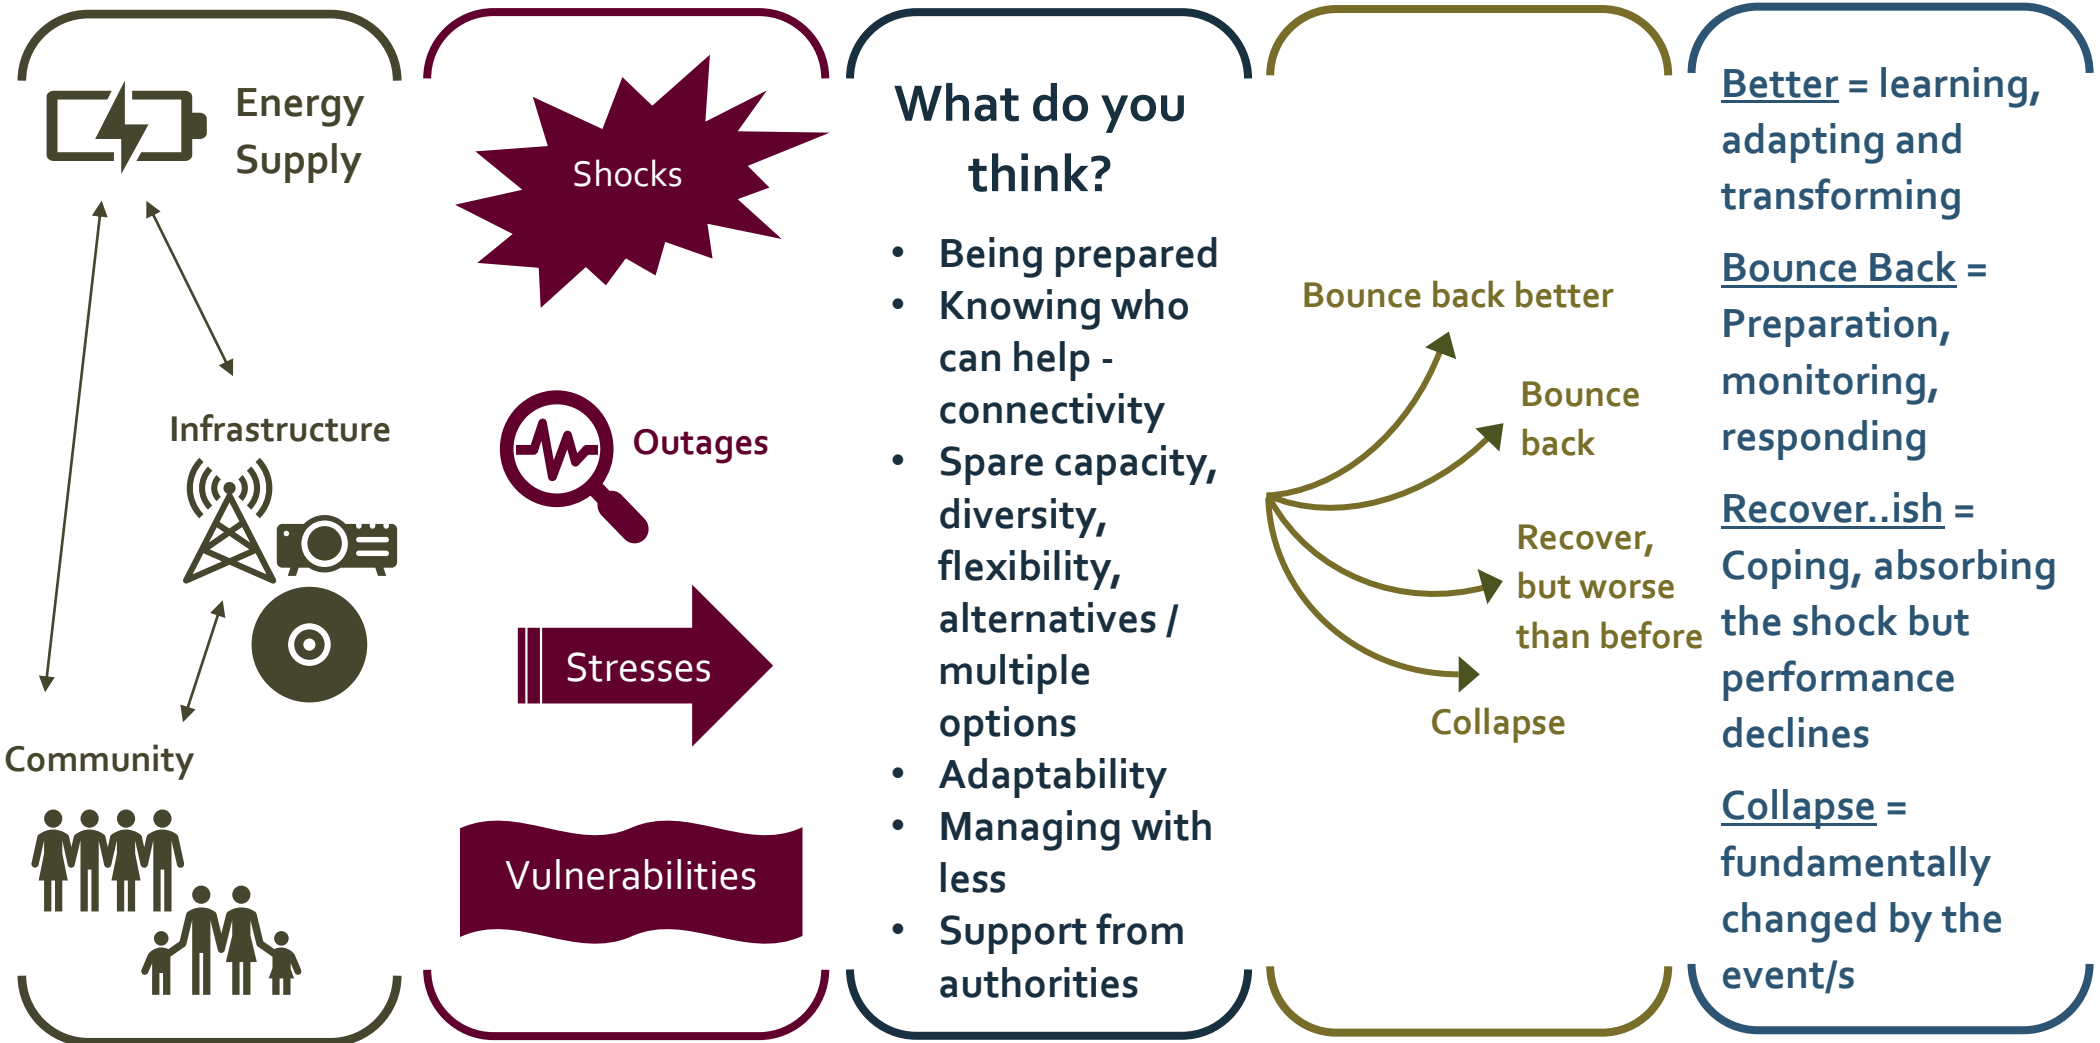 Energy
Supply
Infrastructure
Community
Shocks
Outages
Stresses
Vulnerabilities
What do you
think?
• Being prepared
• Knowing who
can help -
connectivity
• Spare capacity,
diversity,
flexibility,
alternatives /
multiple
options
• Adaptability
• Managing with
less
• Support from
authorities
Bounce back better
Bounce
back
Recover,
but worse
than before
Collapse
Better = learning,
adapting and
transforming
Bounce Back =
Preparation,
monitoring,
responding
Recover..ish =
Coping, absorbing
the shock but
performance
declines
Collapse =
fundamentally
changed by the
event/s